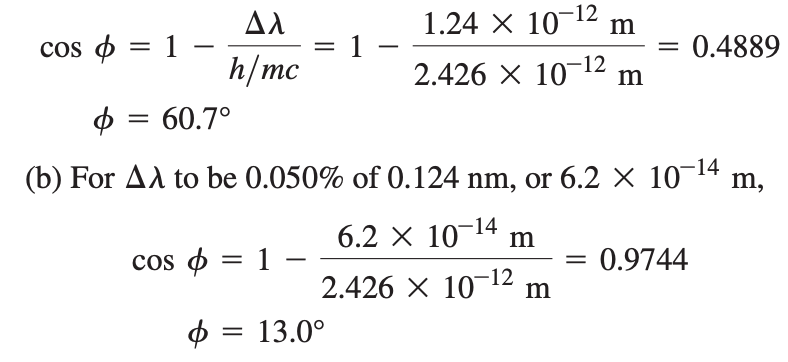 cos ϕ = 1 − Δλ/(h/mc) = 1 − (1.24 × 10⁻¹² m)/(2.426 × 10⁻¹² m) = 0.4889
ϕ = 60.7°
(b) For Δλ to be 0.050% of 0.124 nm, or 6.2 × 10⁻¹⁴ m,
cos ϕ = 1 − (6.2 × 10⁻¹⁴ m)/(2.426 × 10⁻¹² m) = 0.9744
ϕ = 13.0°